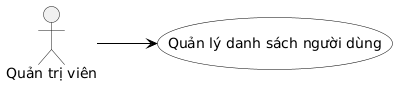 Quản lý danh sách người dùng
Quản trị viên